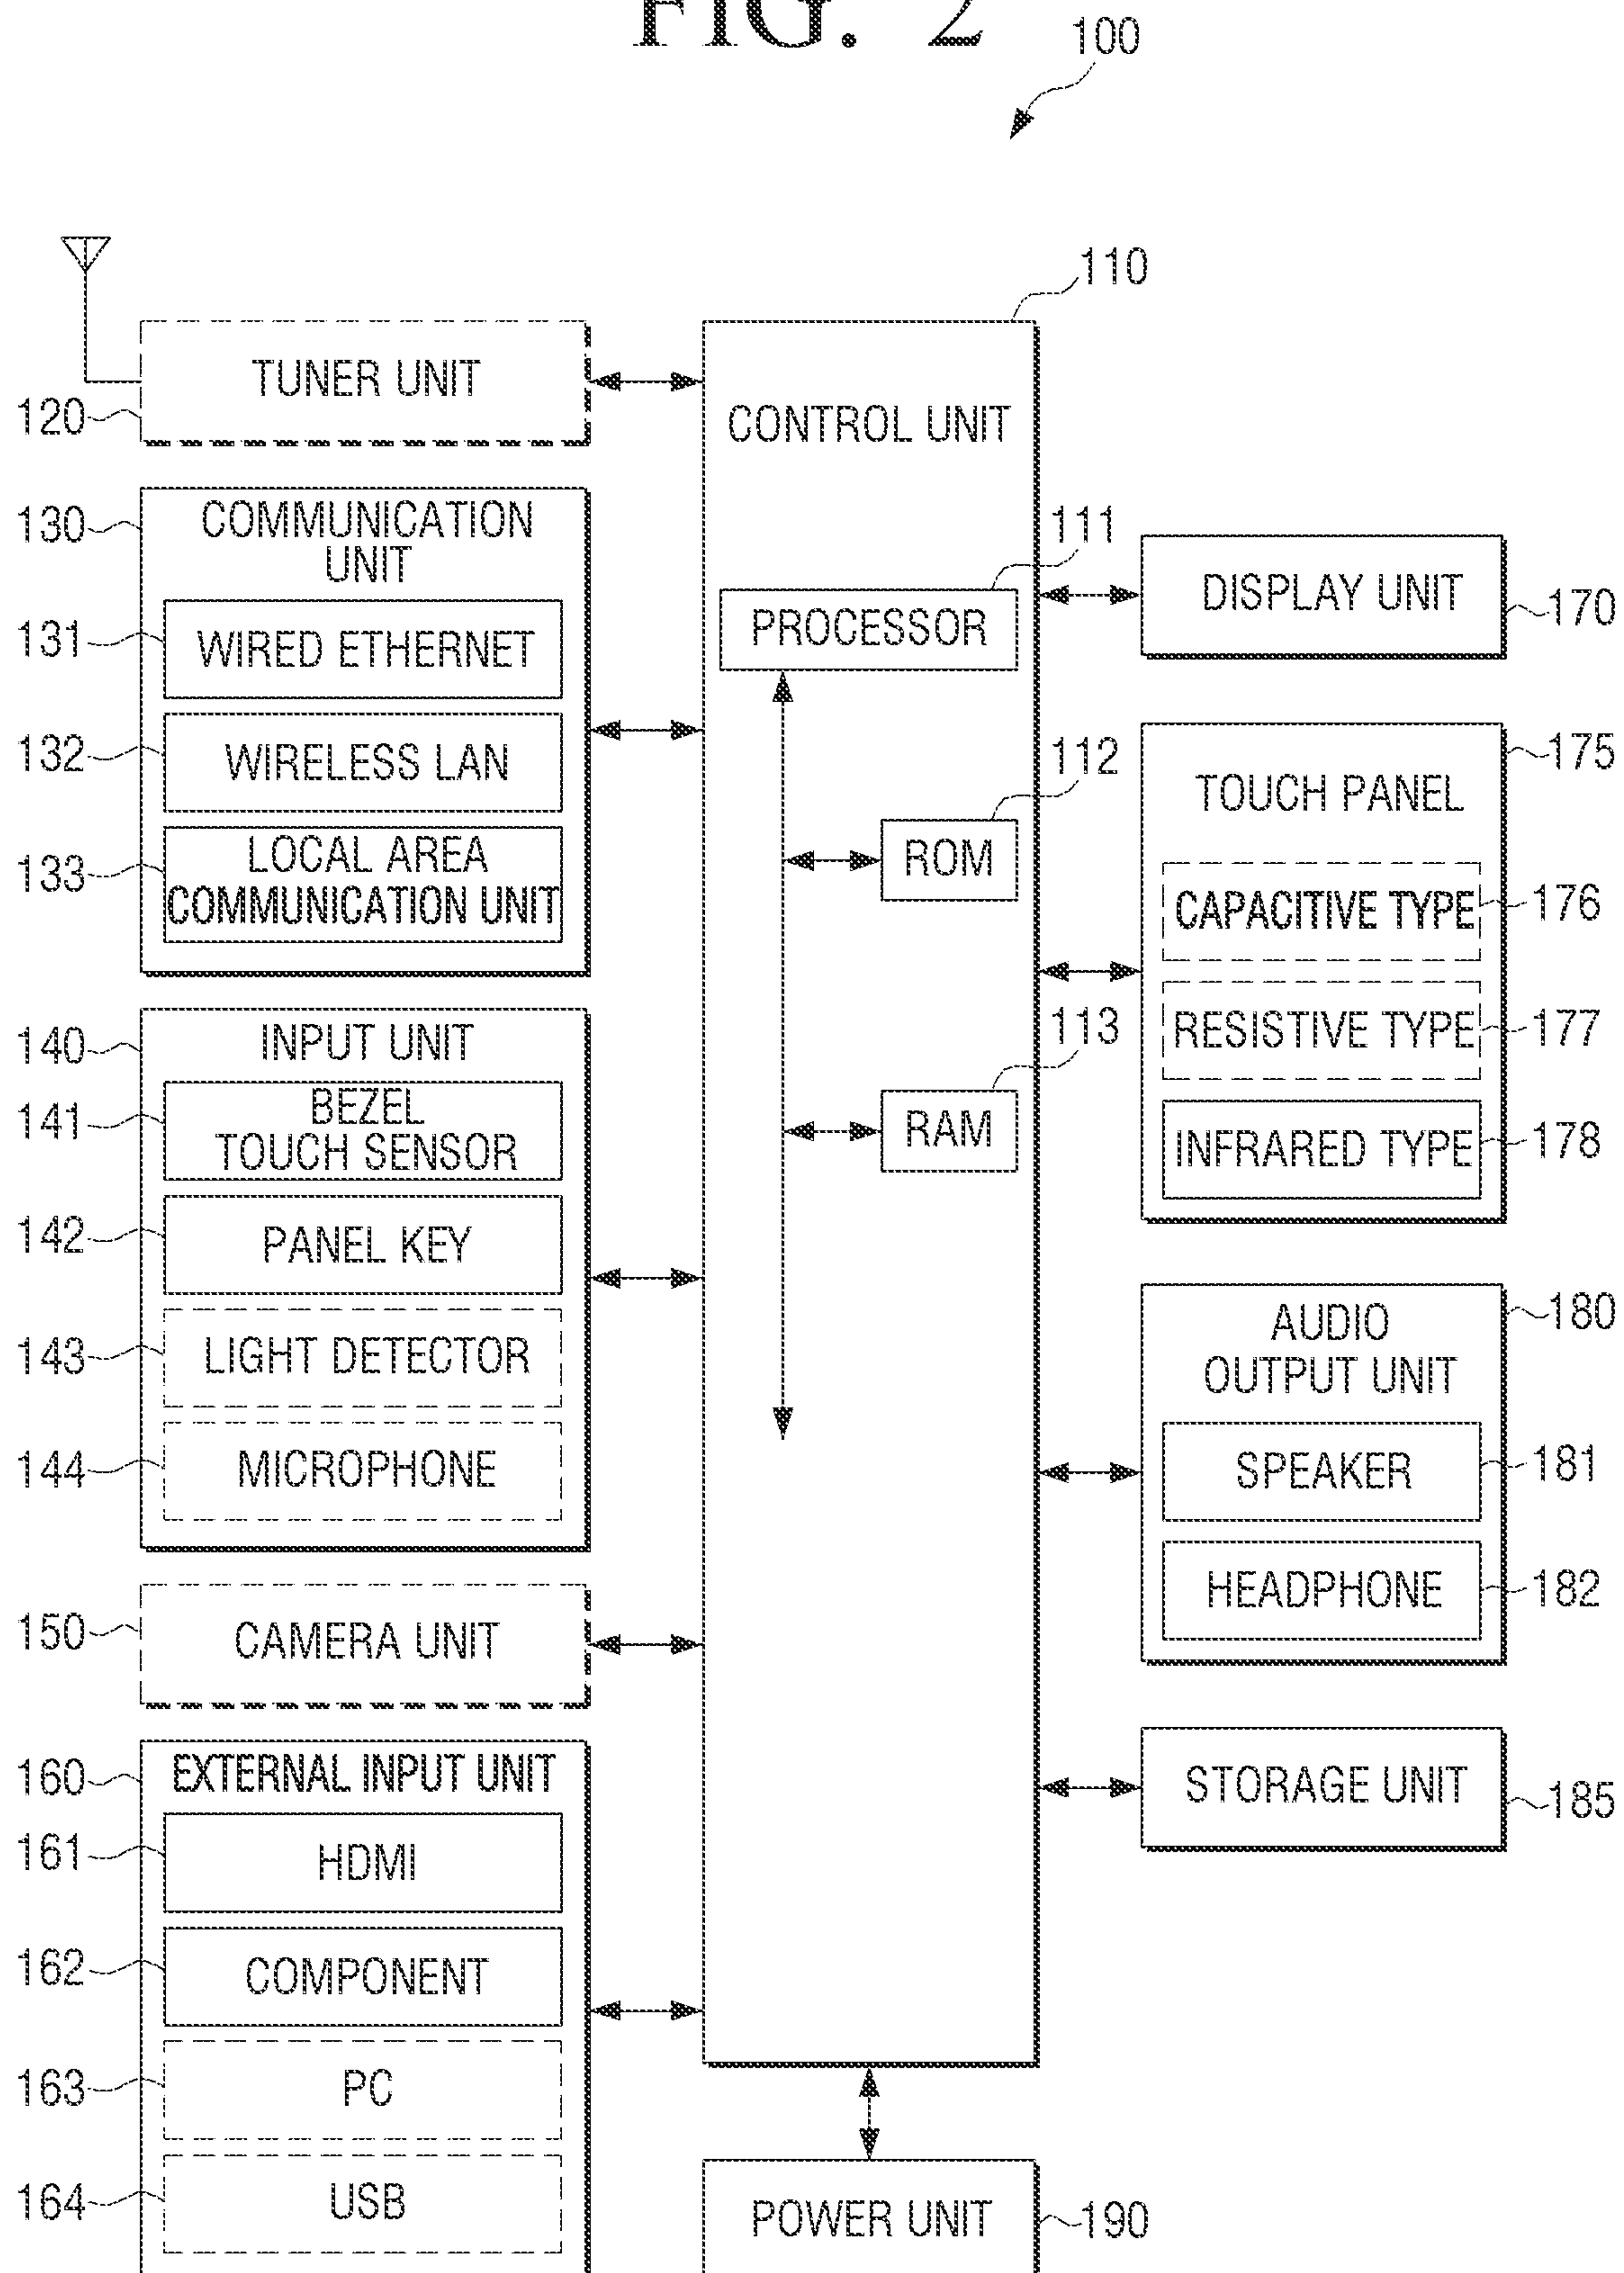 FIG. 2
100
110
TUNER UNIT
120
CONTROL UNIT
130
COMMUNICATION
UNIT
131
WIRED ETHERNET
132
WIRELESS LAN
133
LOCAL AREA
COMMUNICATION UNIT
111
PROCESSOR
112
ROM
113
RAM
DISPLAY UNIT
170
175
TOUCH PANEL
CAPACITIVE TYPE
176
RESISTIVE TYPE
177
INFRARED TYPE
178
140
INPUT UNIT
141
BEZEL
TOUCH SENSOR
142
PANEL KEY
143
LIGHT DETECTOR
144
MICROPHONE
180
AUDIO
OUTPUT UNIT
SPEAKER
181
HEADPHONE
182
150
CAMERA UNIT
160
EXTERNAL INPUT UNIT
161
HDMI
162
COMPONENT
163
PC
164
USB
STORAGE UNIT
185
POWER UNIT
190